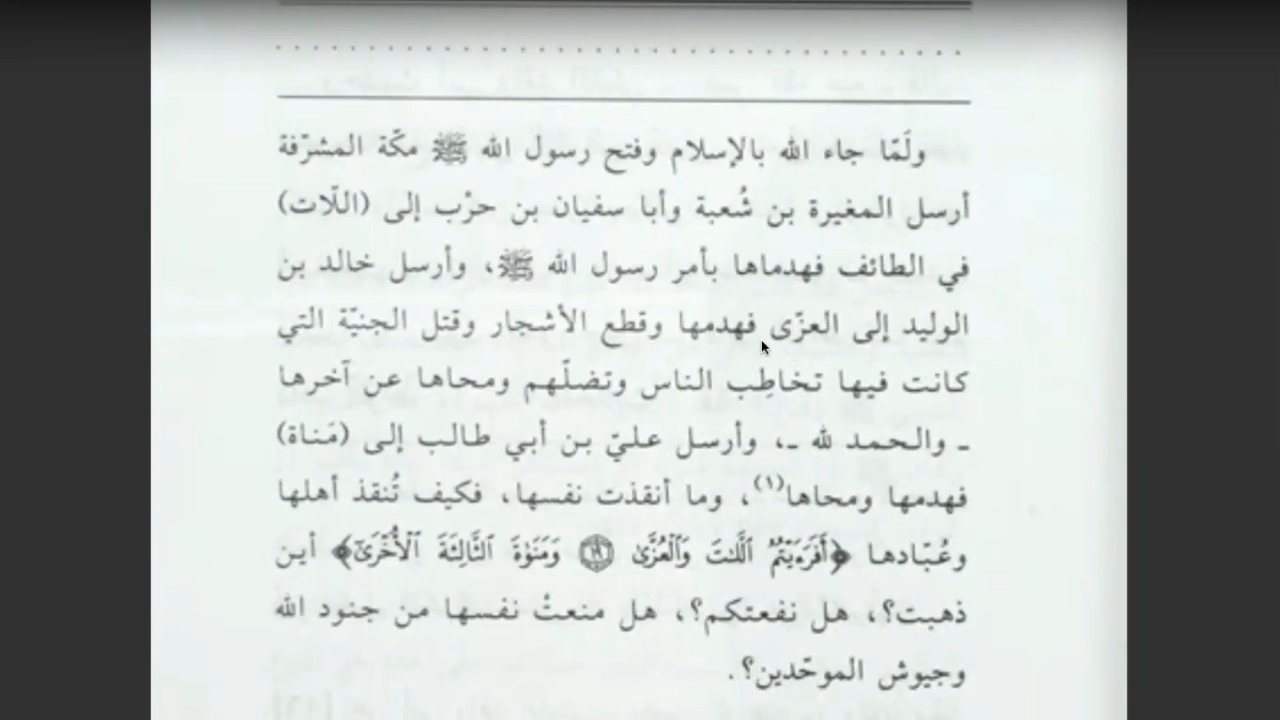 ولَمّا جاء الله بالإسلام وفتح رسول الله ﷺ مكّة المشرّفة
أرسل المغيرة بن شُعبة وأبا سفيان بن حرْب إلى (اللّات)
في الطائف فهدماها بأمر رسول الله ﷺ، وأرسل خالد بن
الوليد إلى العزّى فهدمها وقطع الأشجار وقتل الجنيّة التي
كانت فيها تخاطِب الناس وتضلّهم ومحاها عن آخرها
ـ والحمد لله ـ، وأرسل عليّ بن أبي طالب إلى (مَناة)
فهدمها ومحاها(١)، وما أنقذت نفسها، فكيف تُنقذ أهلها
وعُبّادها ﴿أَفَرَءَيْتُمُ ٱللَّٰتَ وَٱلْعُزَّىٰ ١٩ وَمَنَوٰةَ ٱلثَّالِثَةَ ٱلْأُخْرَىٰٓ﴾ أين
ذهبت؟، هل نفعتكم؟، هل منعتْ نفسها من جنود الله
وجيوش الموحّدين؟.